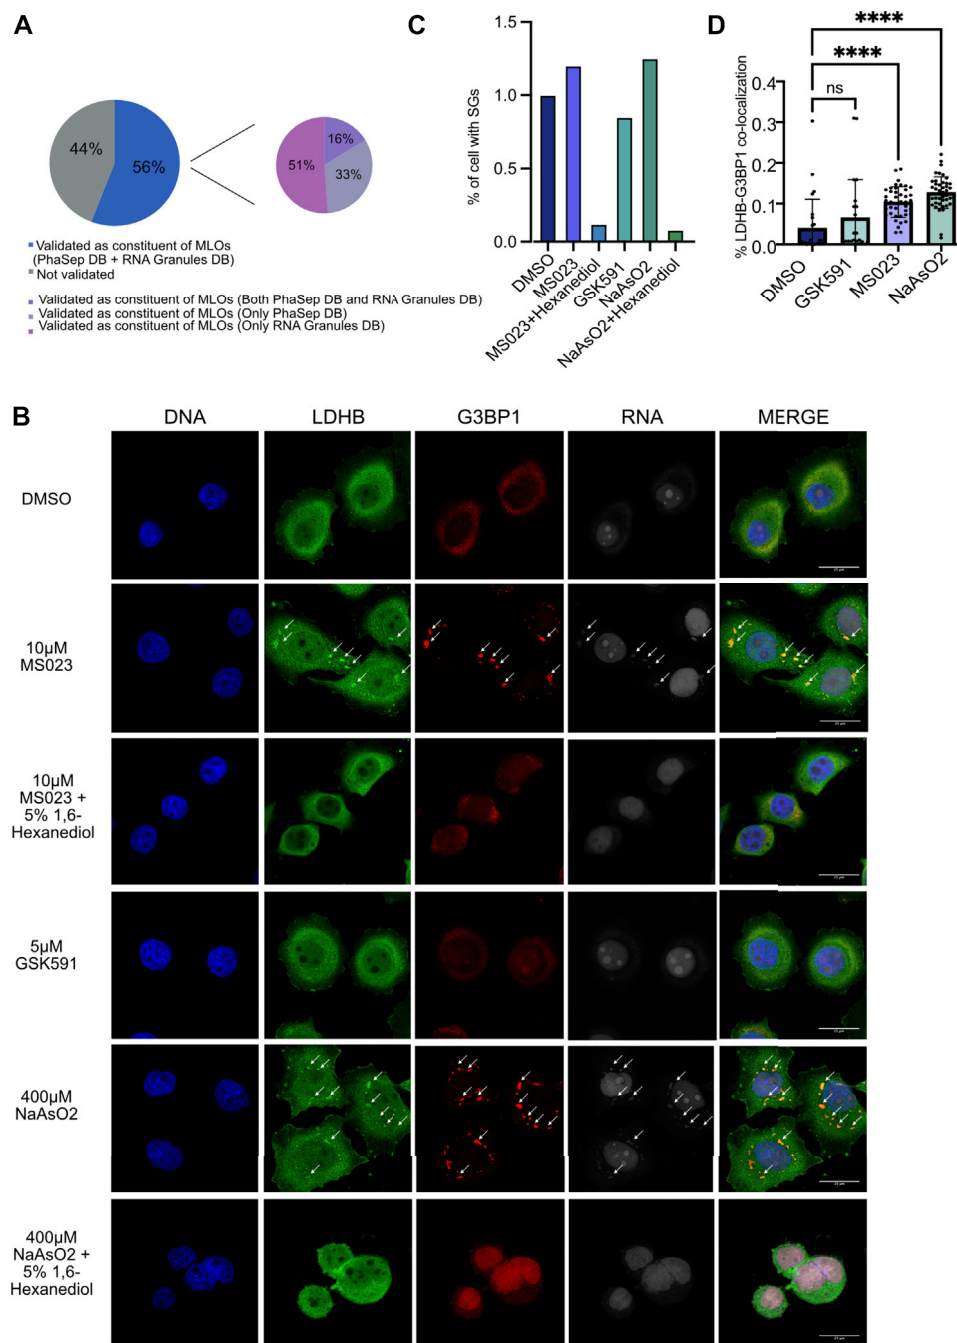 A
44%
56%
16%
51%
33%
Validated as constituent of MLOs
(PhaSep DB + RNA Granules DB)
Not validated
Validated as constituent of MLOs (Both PhaSep DB and RNA Granules DB)
Validated as constituent of MLOs (Only PhaSep DB)
Validated as constituent of MLOs (Only RNA Granules DB)
C
% of cell with SGs
1.5
1.0
0.5
0.0
DMSO
MS023
MS023+Hexanediol
GSK591
NaAsO2
NaAsO2+Hexanediol
D
% LDHB-G3BP1 co-localization
****
****
ns
0.4
0.3
0.2
0.1
0.0
DMSO
GSK591
MS023
NaAsO2
B
DNA LDHB G3BP1 RNA MERGE
DMSO
10µM
MS023
10µM
MS023 +
5% 1,6-
Hexanediol
5µM
GSK591
400µM
NaAsO2
400µM
NaAsO2 +
5% 1,6-
Hexanediol